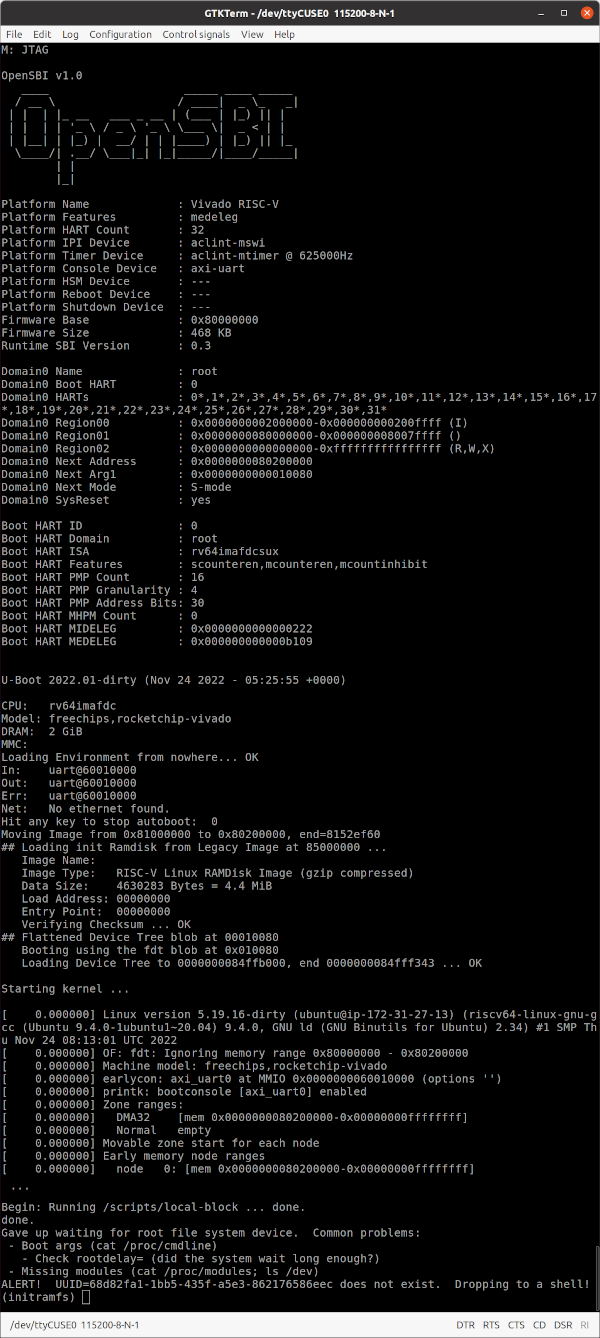 GTKTerm - /dev/ttyCUSE0 115200-8-N-1
File Edit Log Configuration Control signals View Help
M: JTAG
OpenSBI v1.0
OpenSBI
Platform Name : Vivado RISC-V
Platform Features : medeleg
Platform HART Count : 32
Platform IPI Device : aclint-mswi
Platform Timer Device : aclint-mtimer @ 625000Hz
Platform Console Device : axi-uart
Platform HSM Device : ---
Platform Reboot Device : ---
Platform Shutdown Device : ---
Firmware Base : 0x80000000
Firmware Size : 468 KB
Runtime SBI Version : 0.3
Domain0 Name : root
Domain0 Boot HART : 0
Domain0 HARTs : 0*,1*,2*,3*,4*,5*,6*,7*,8*,9*,10*,11*,12*,13*,14*,15*,16*,17
*,18*,19*,20*,21*,22*,23*,24*,25*,26*,27*,28*,29*,30*,31*
Domain0 Region00 : 0x0000000002000000-0x000000000200ffff (I)
Domain0 Region01 : 0x0000000080000000-0x000000008007ffff ()
Domain0 Region02 : 0x0000000000000000-0xffffffffffffffff (R,W,X)
Domain0 Next Address : 0x0000000080200000
Domain0 Next Arg1 : 0x0000000000010080
Domain0 Next Mode : S-mode
Domain0 SysReset : yes
Boot HART ID : 0
Boot HART Domain : root
Boot HART ISA : rv64imafdcsux
Boot HART Features : scounteren,mcounteren,mcountinhibit
Boot HART PMP Count : 16
Boot HART PMP Granularity : 4
Boot HART PMP Address Bits: 30
Boot HART MHPM Count : 0
Boot HART MIDELEG : 0x0000000000000222
Boot HART MEDELEG : 0x000000000000b109
U-Boot 2022.01-dirty (Nov 24 2022 - 05:25:55 +0000)
CPU: rv64imafdc
Model: freechips,rocketchip-vivado
DRAM: 2 GiB
MMC:
Loading Environment from nowhere... OK
In: uart@60010000
Out: uart@60010000
Err: uart@60010000
Net: No ethernet found.
Hit any key to stop autoboot: 0
Moving Image from 0x81000000 to 0x80200000, end=8152ef60
## Loading init Ramdisk from Legacy Image at 85000000 ...
Image Name:
Image Type: RISC-V Linux RAMDisk Image (gzip compressed)
Data Size: 4630283 Bytes = 4.4 MiB
Load Address: 00000000
Entry Point: 00000000
Verifying Checksum ... OK
## Flattened Device Tree blob at 00010080
Booting using the fdt blob at 0x010080
Loading Device Tree to 0000000084ffb000, end 0000000084fff343 ... OK
Starting kernel ...
[ 0.000000] Linux version 5.19.16-dirty (ubuntu@ip-172-31-27-13) (riscv64-linux-gnu-g
cc (Ubuntu 9.4.0-1ubuntu1~20.04) 9.4.0, GNU ld (GNU Binutils for Ubuntu) 2.34) #1 SMP Th
u Nov 24 08:13:01 UTC 2022
[ 0.000000] OF: fdt: Ignoring memory range 0x80000000 - 0x80200000
[ 0.000000] Machine model: freechips,rocketchip-vivado
[ 0.000000] earlycon: axi_uart0 at MMIO 0x0000000060010000 (options '')
[ 0.000000] printk: bootconsole [axi_uart0] enabled
[ 0.000000] Zone ranges:
[ 0.000000] DMA32 [mem 0x0000000080200000-0x00000000ffffffff]
[ 0.000000] Normal empty
[ 0.000000] Movable zone start for each node
[ 0.000000] Early memory node ranges
[ 0.000000] node 0: [mem 0x0000000080200000-0x00000000ffffffff]
...
Begin: Running /scripts/local-block ... done.
done.
Gave up waiting for root file system device. Common problems:
- Boot args (cat /proc/cmdline)
- Check rootdelay= (did the system wait long enough?)
- Missing modules (cat /proc/modules; ls /dev)
ALERT! UUID=68d82fa1-1bb5-435f-a5e3-862176586eec does not exist. Dropping to a shell!
(initramfs)
/dev/ttyCUSE0 115200-8-N-1 DTR RTS CTS CD DSR RI